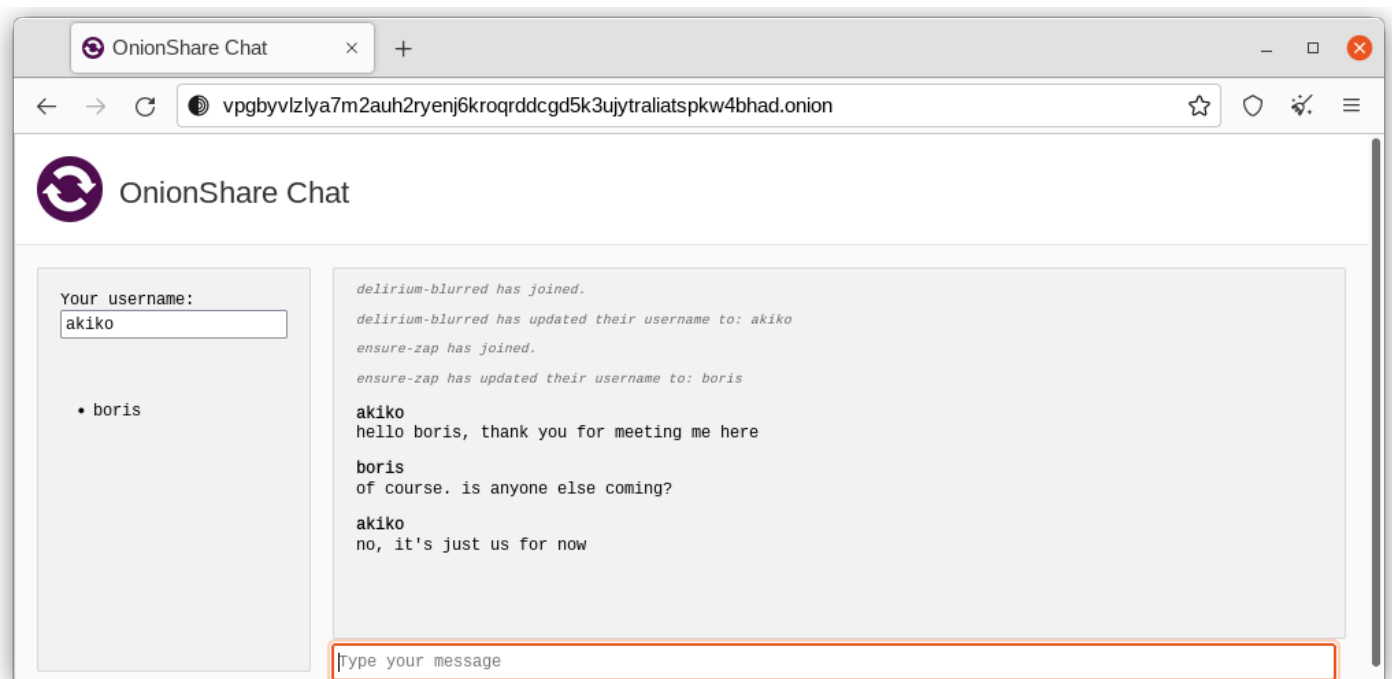 OnionShare Chat
vpgbyvlzlya7m2auh2ryenj6kroqrddcgd5k3ujytraliatspkw4bhad.onion
OnionShare Chat
Your username:
akiko
boris
delirium-blurred has joined.
delirium-blurred has updated their username to: akiko
ensure-zap has joined.
ensure-zap has updated their username to: boris
akiko
hello boris, thank you for meeting me here
boris
of course. is anyone else coming?
akiko
no, it's just us for now
Type your message